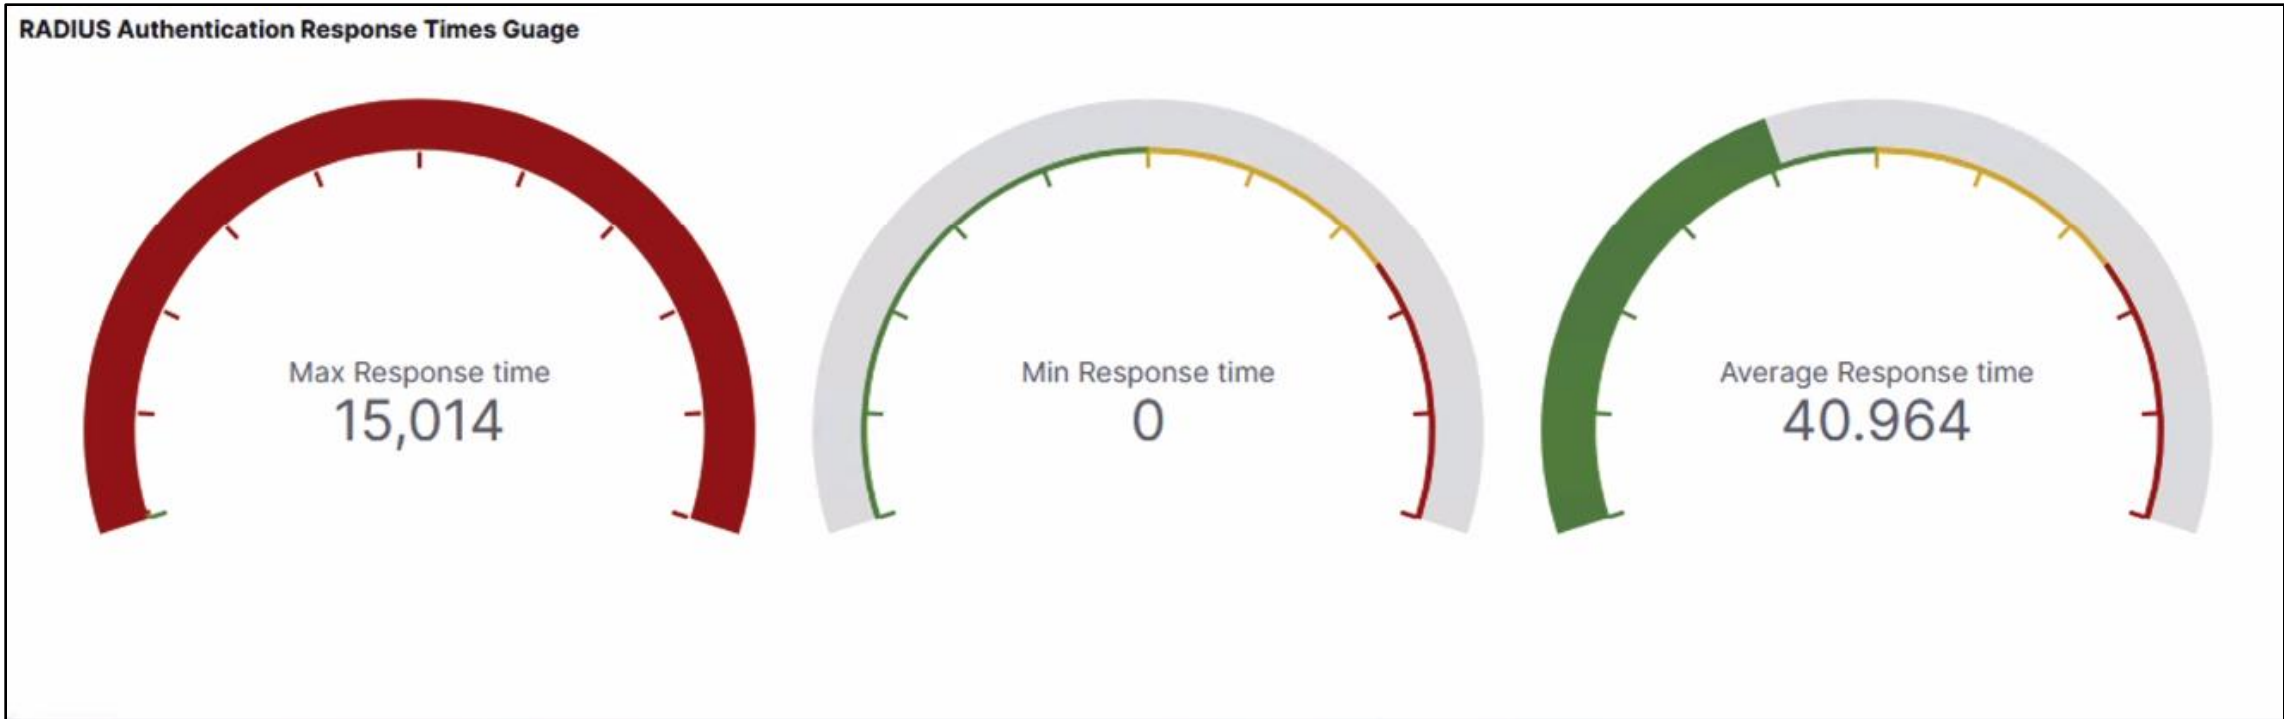 RADIUS Authentication Response Times Guage
Max Response time
15,014
Min Response time
0
Average Response time
40.964